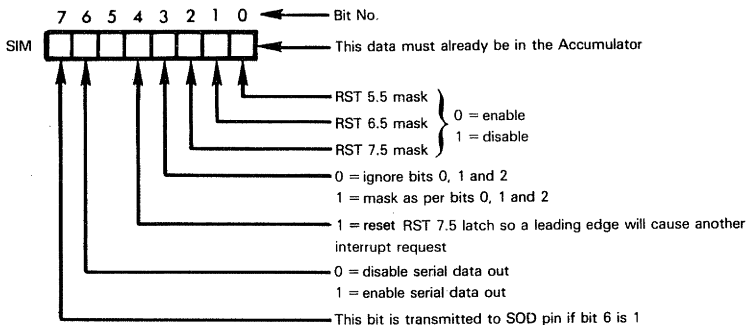 7 6 5 4 3 2 1 0 Bit No.
SIM This data must already be in the Accumulator
RST 5.5 mask
RST 6.5 mask
RST 7.5 mask
0 = enable
1 = disable
0 = ignore bits 0, 1 and 2
1 = mask as per bits 0, 1 and 2
1 = reset RST 7.5 latch so a leading edge will cause another
interrupt request
0 = disable serial data out
1 = enable serial data out
This bit is transmitted to SOD pin if bit 6 is 1